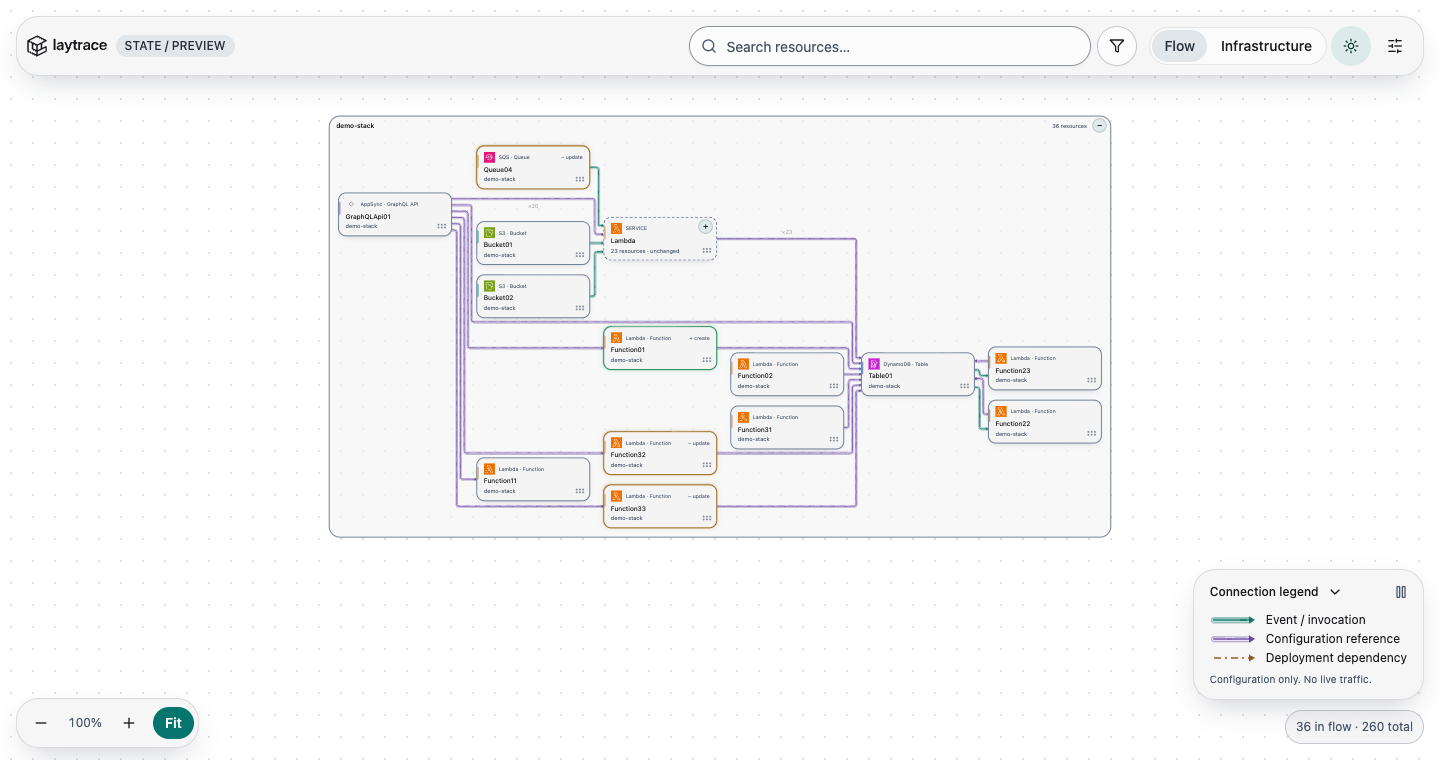 laytrace
STATE / PREVIEW
Search resources...
Flow
Infrastructure
demo-stack
36 resources
SQS · Queue
~ update
Queue04
demo-stack
AppSync · GraphQL API
GraphQLApi01
demo-stack
×20
S3 · Bucket
Bucket01
demo-stack
SERVICE
Lambda
23 resources · unchanged
×23
S3 · Bucket
Bucket02
demo-stack
Lambda · Function
+ create
Function01
demo-stack
Lambda · Function
Function02
demo-stack
DynamoDB · Table
Table01
demo-stack
Lambda · Function
Function23
demo-stack
Lambda · Function
Function31
demo-stack
Lambda · Function
Function22
demo-stack
Lambda · Function
~ update
Function32
demo-stack
Lambda · Function
Function11
demo-stack
Lambda · Function
~ update
Function33
demo-stack
Connection legend
Event / invocation
Configuration reference
Deployment dependency
Configuration only. No live traffic.
100%
Fit
36 in flow · 260 total